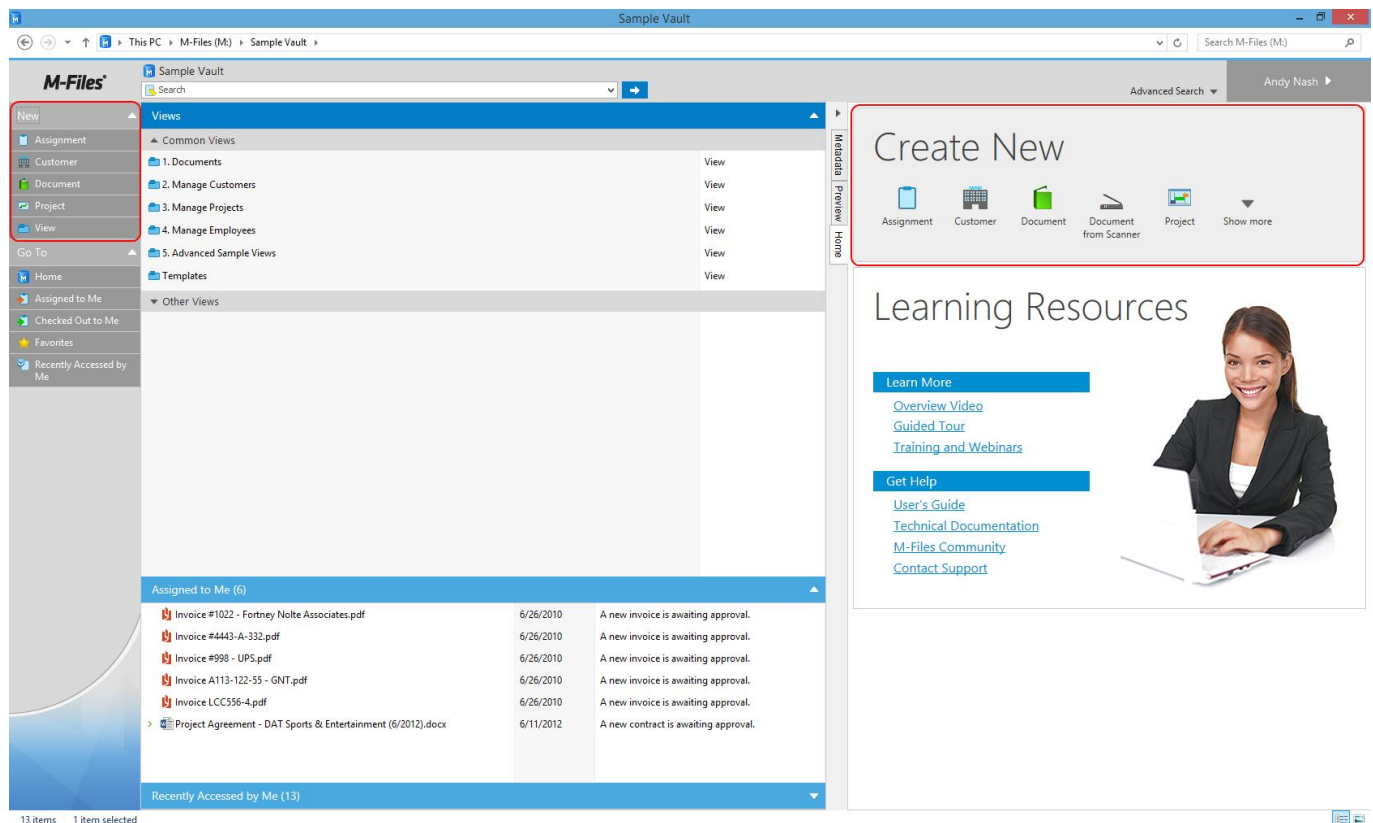 Sample Vault
This PC M-Files (M:) Sample Vault
Search M-Files (M:)
M-Files
Sample Vault
Search
Advanced Search
Andy Nash
New
Assignment
Customer
Document
Project
View
Go To
Home
Assigned to Me
Checked Out to Me
Favorites
Recently Accessed by
Me
Views
Common Views
1. Documents View
2. Manage Customers View
3. Manage Projects View
4. Manage Employees View
5. Advanced Sample Views View
Templates View
Other Views
Assigned to Me (6)
Invoice #1022 - Fortney Nolte Associates.pdf 6/26/2010 A new invoice is awaiting approval.
Invoice #4443-A-332.pdf 6/26/2010 A new invoice is awaiting approval.
Invoice #998 - UPS.pdf 6/26/2010 A new invoice is awaiting approval.
Invoice A113-122-55 - GNT.pdf 6/26/2010 A new invoice is awaiting approval.
Invoice LCC556-4.pdf 6/26/2010 A new invoice is awaiting approval.
Project Agreement - DAT Sports & Entertainment (6/2012).docx 6/11/2012 A new contract is awaiting approval.
Recently Accessed by Me (13)
Metadata
Preview
Home
Create New
Assignment
Customer
Document
Document
from Scanner
Project
Show more
Learning Resources
Learn More
Overview Video
Guided Tour
Training and Webinars
Get Help
User's Guide
Technical Documentation
M-Files Community
Contact Support
13 items 1 item selected